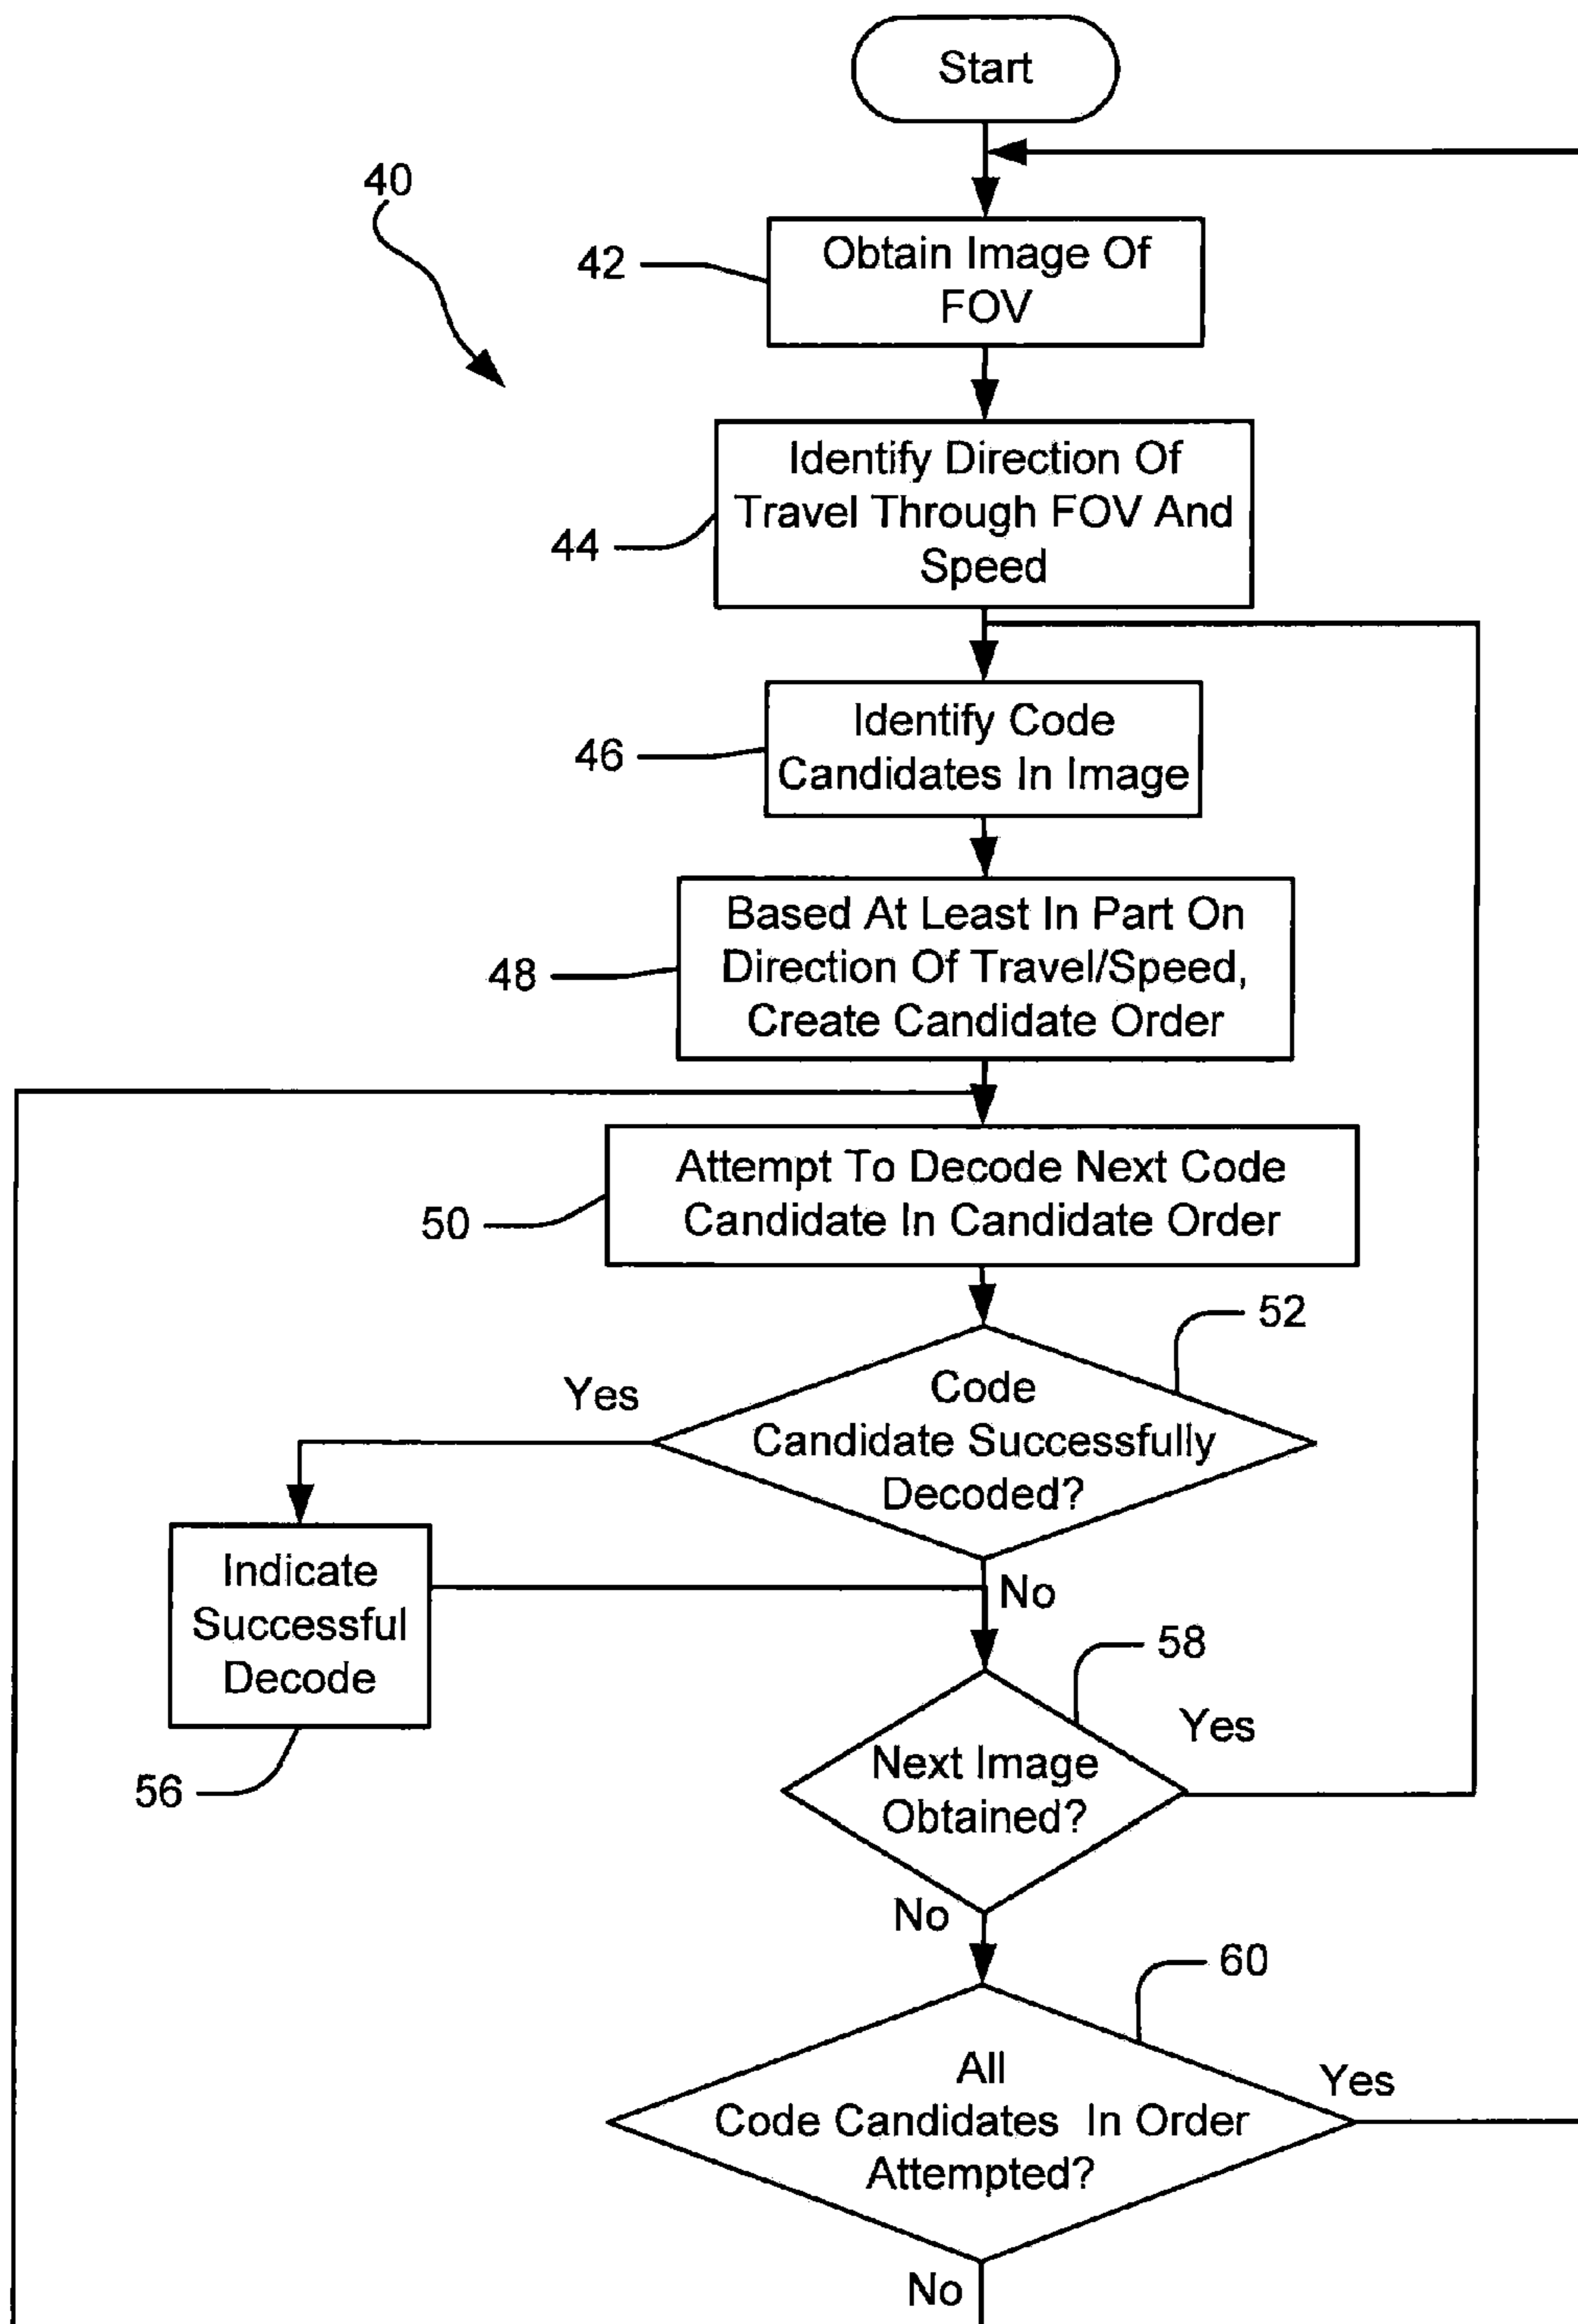 Start
40
42
Obtain Image Of
FOV
Identify Direction Of
Travel Through FOV And
Speed
44
Identify Code
Candidates In Image
46
Based At Least In Part On
Direction Of Travel/Speed,
Create Candidate Order
48
Attempt To Decode Next Code
Candidate In Candidate Order
50
52
Yes
Code
Candidate Successfully
Decoded?
Indicate
Successful
Decode
No
56
58
Yes
Next Image
Obtained?
No
60
All
Code Candidates In Order
Attempted?
Yes
No